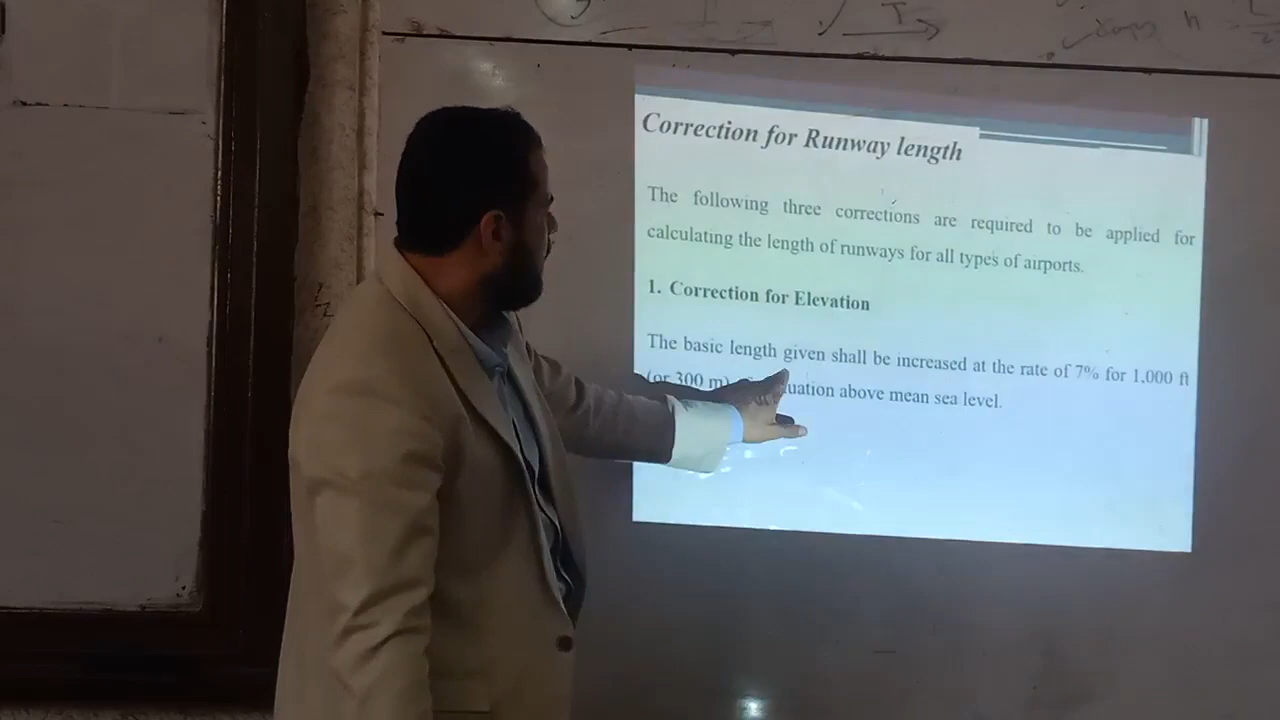 Correction for Runway length
The following three corrections are required to be applied for
calculating the length of runways for all types of airports.
1. Correction for Elevation
The basic length given shall be increased at the rate of 7% for 1.000 ft
(or 300 m) uation above mean sea level.